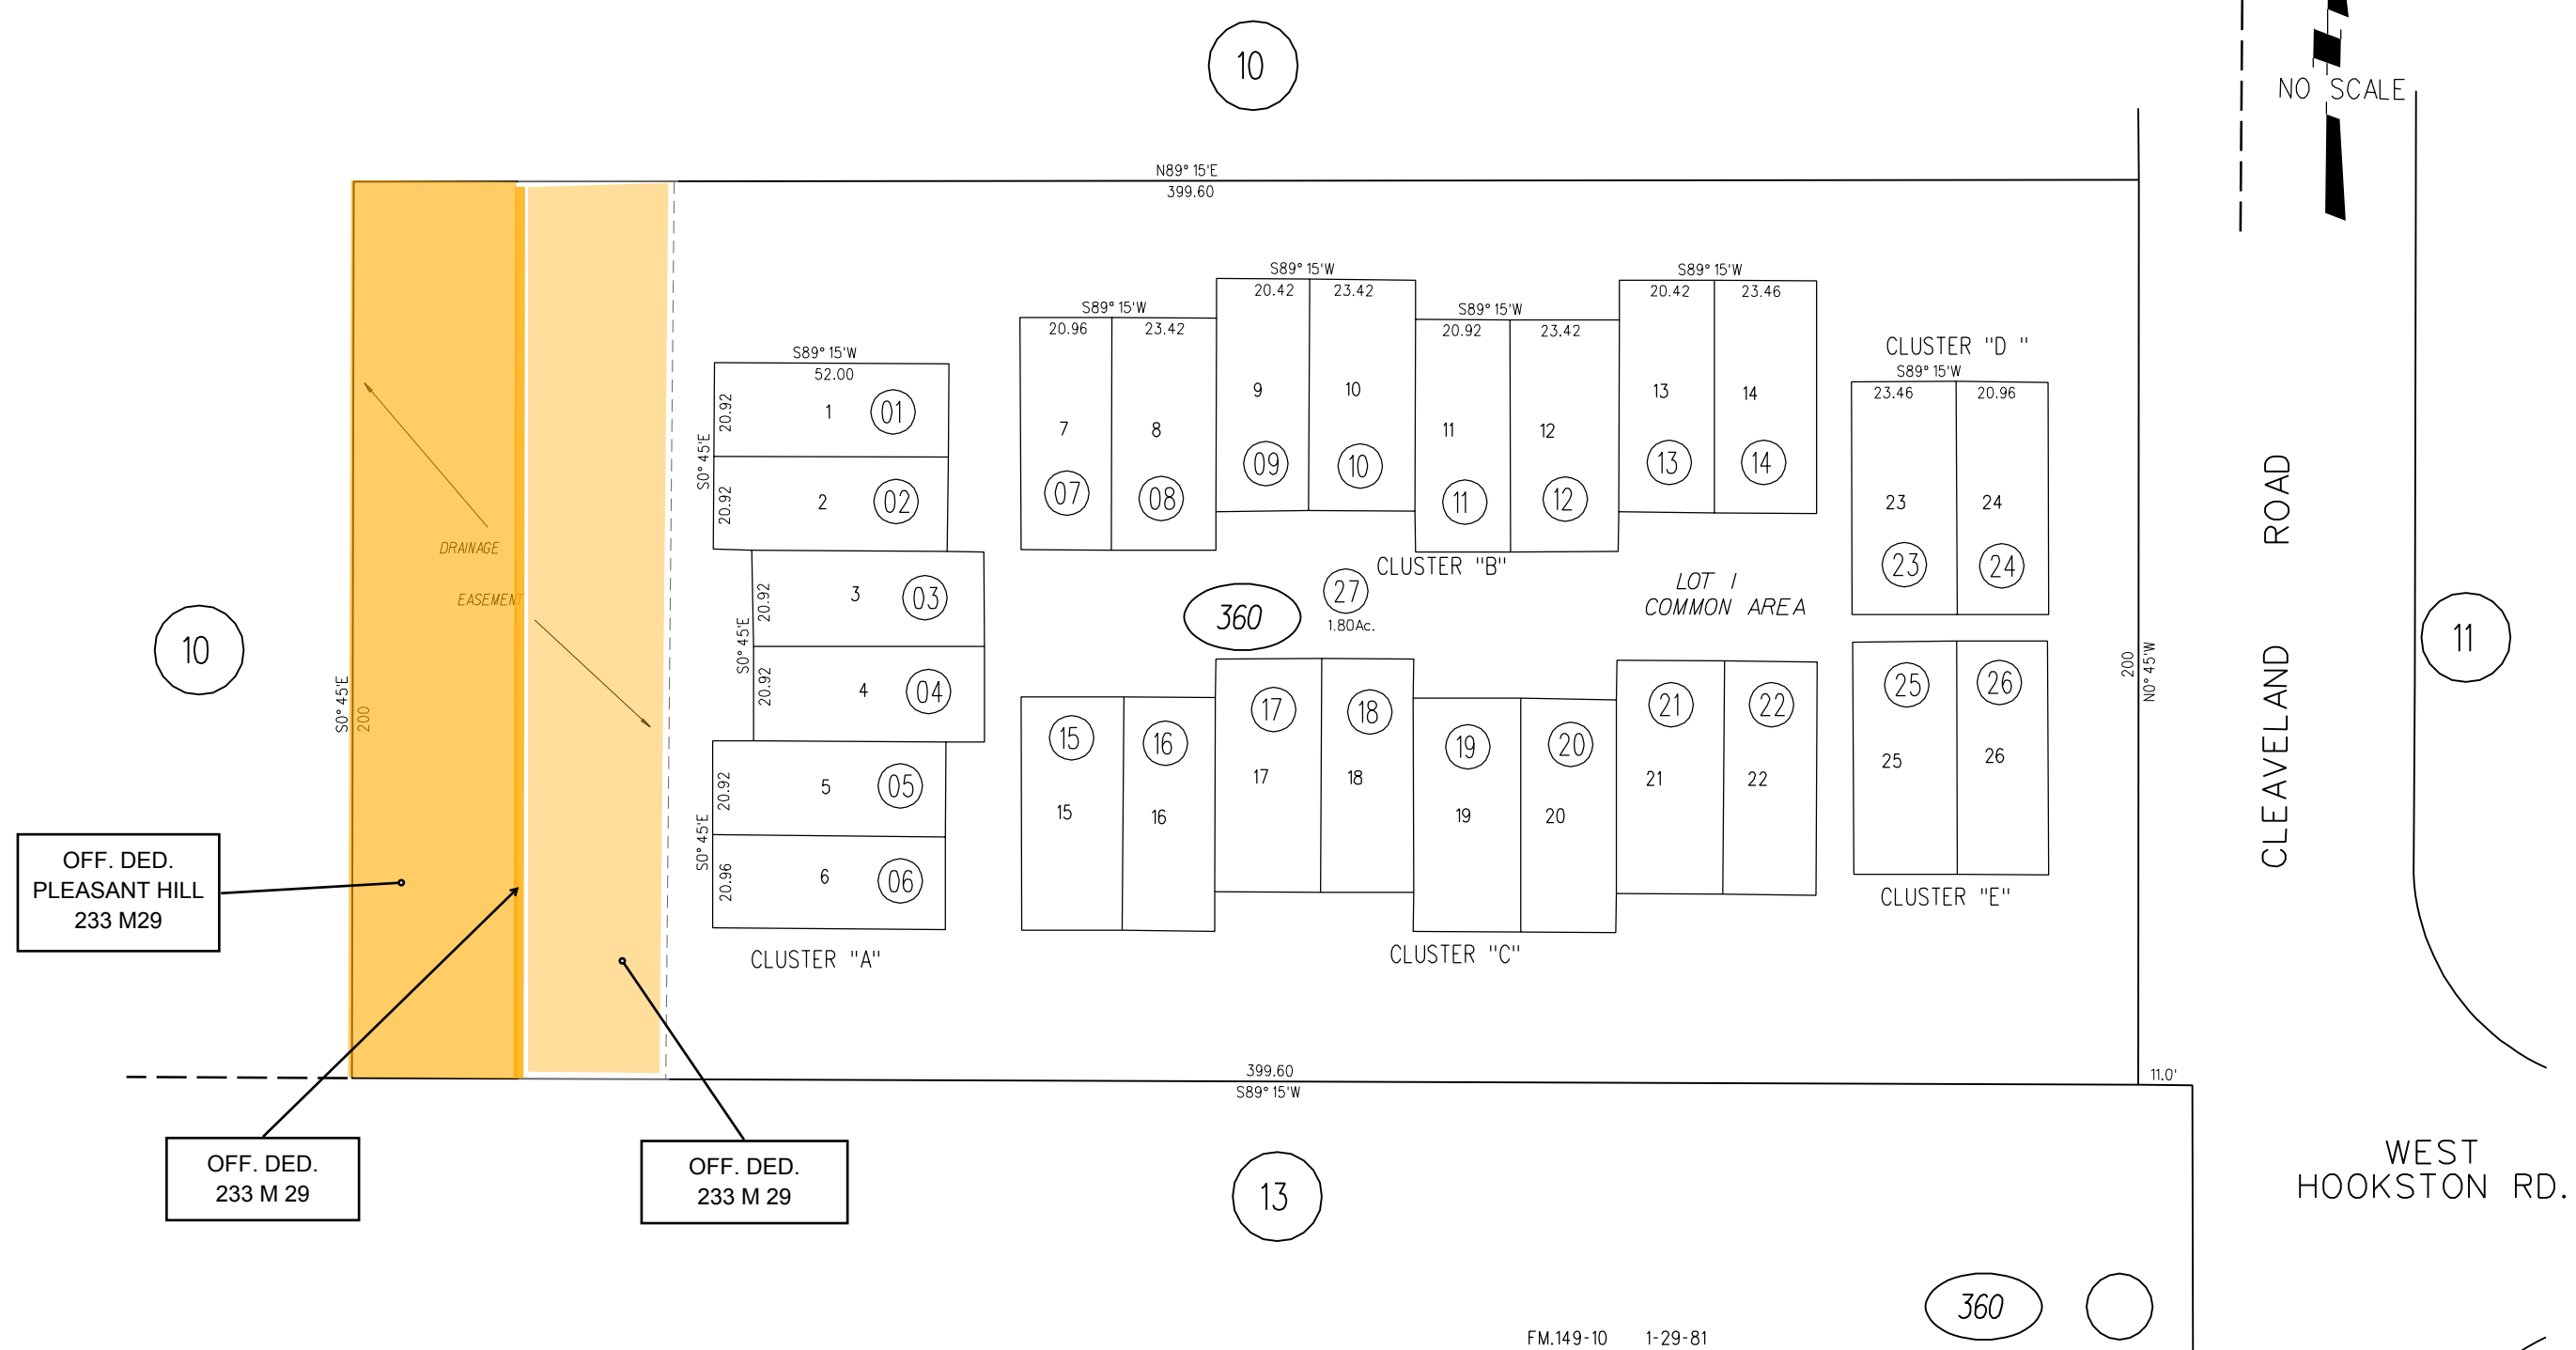 10
NO SCALE
N89° 15'E
399.60
S89° 15'W
20.42
23.42
S89° 15'W
20.42
23.46
S89° 15'W
20.96
23.42
S89° 15'W
20.92
23.42
CLUSTER "D "
S89° 15'W
23.46
20.96
S89° 15'W
52.00
20.92
1
01
S0° 45'E
20.92
2
02
7
07
8
08
9
09
10
10
11
11
12
12
13
13
14
14
23
23
24
24
DRAINAGE
EASEMENT
20.92
3
03
S0° 45'E
20.92
4
04
CLUSTER "B"
360
27
1.80Ac.
LOT 1
COMMON AREA
CLEAVELAND ROAD
10
11
S0° 45'E
200
200
N0° 45'W
20.92
5
05
S0° 45'E
20.96
6
06
CLUSTER "A"
15
15
16
16
17
17
18
18
19
19
20
20
21
21
22
22
25
25
26
26
CLUSTER "C"
CLUSTER "E"
OFF. DED.
PLEASANT HILL
233 M29
399.60
S89° 15'W
11.0'
OFF. DED.
233 M 29
OFF. DED.
233 M 29
13
WEST
HOOKSTON RD.
360
FM.149-10 1-29-81